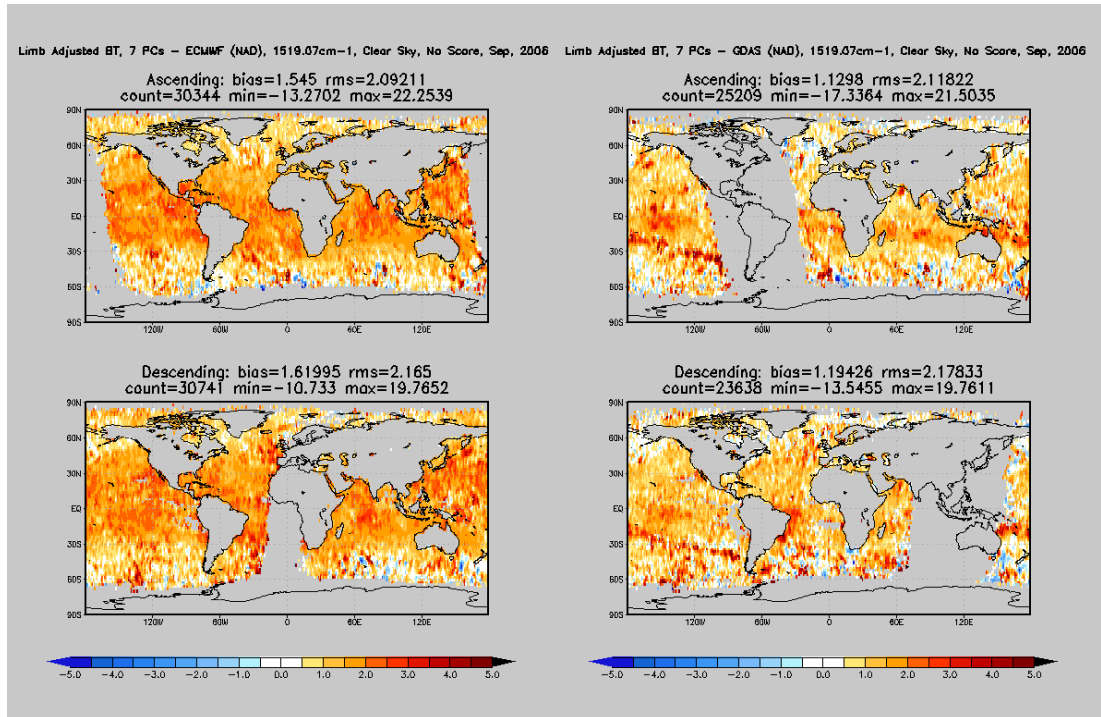 Limb Adjusted BT, 7 PCs - ECMWF (NAD), 1519.07cm-1, Clear Sky, No Score, Sep, 2006
Ascending: bias=1.545 rms=2.09211
count=30344 min=-13.2702 max=22.2539
90N
60N
30N
EQ
30S
60S
90S
120W 60W 0 60E 120E
Descending: bias=1.61995 rms=2.165
count=30741 min=-10.733 max=19.7652
90N
60N
30N
EQ
30S
60S
90S
120W 60W 0 60E 120E
-5.0 -4.0 -3.0 -2.0 -1.0 0.0 1.0 2.0 3.0 4.0 5.0
Limb Adjusted BT, 7 PCs - GDAS (NAD), 1519.07cm-1, Clear Sky, No Score, Sep, 2006
Ascending: bias=1.1298 rms=2.11822
count=25209 min=-17.3364 max=21.5035
90N
60N
30N
EQ
30S
60S
90S
120W 60W 0 60E 120E
Descending: bias=1.19426 rms=2.17833
count=23638 min=-13.5455 max=19.7611
90N
60N
30N
EQ
30S
60S
90S
120W 60W 0 60E 120E
-5.0 -4.0 -3.0 -2.0 -1.0 0.0 1.0 2.0 3.0 4.0 5.0